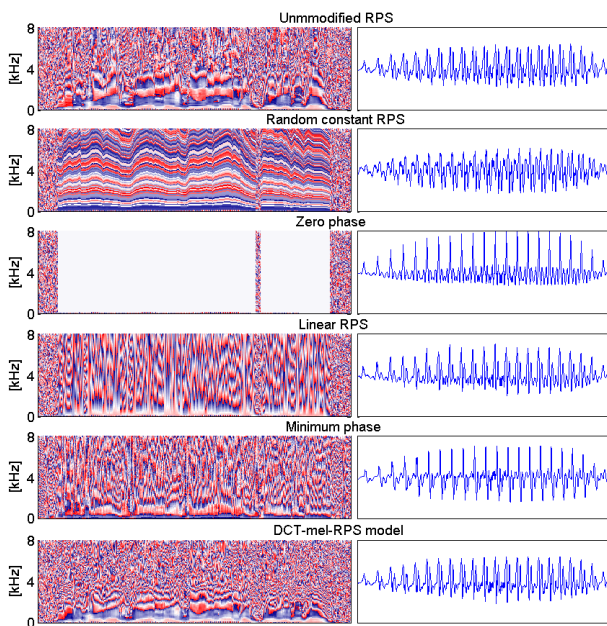 Unmmodified RPS
8
4
0
[kHz]
Random constant RPS
8
4
0
[kHz]
Zero phase
8
4
0
[kHz]
Linear RPS
8
4
0
[kHz]
Minimum phase
8
4
0
[kHz]
DCT-mel-RPS model
8
4
0
[kHz]